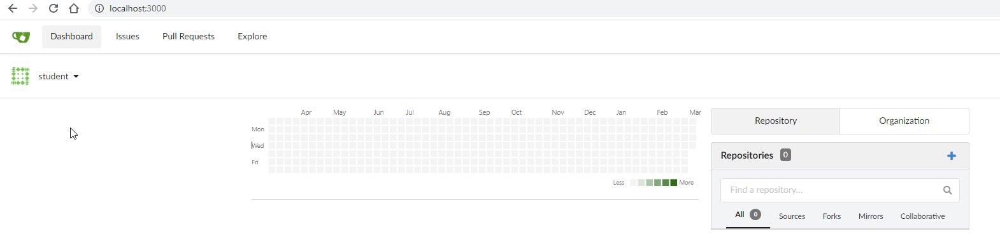 localhost:3000
Dashboard Issues Pull Requests Explore
student
Apr May Jun Jul Aug Sep Oct Nov Dec Jan Feb Mar
Mon
Wed
Fri
Less More
Repository Organization
Repositories 0
Find a repository...
All 0 Sources Forks Mirrors Collaborative